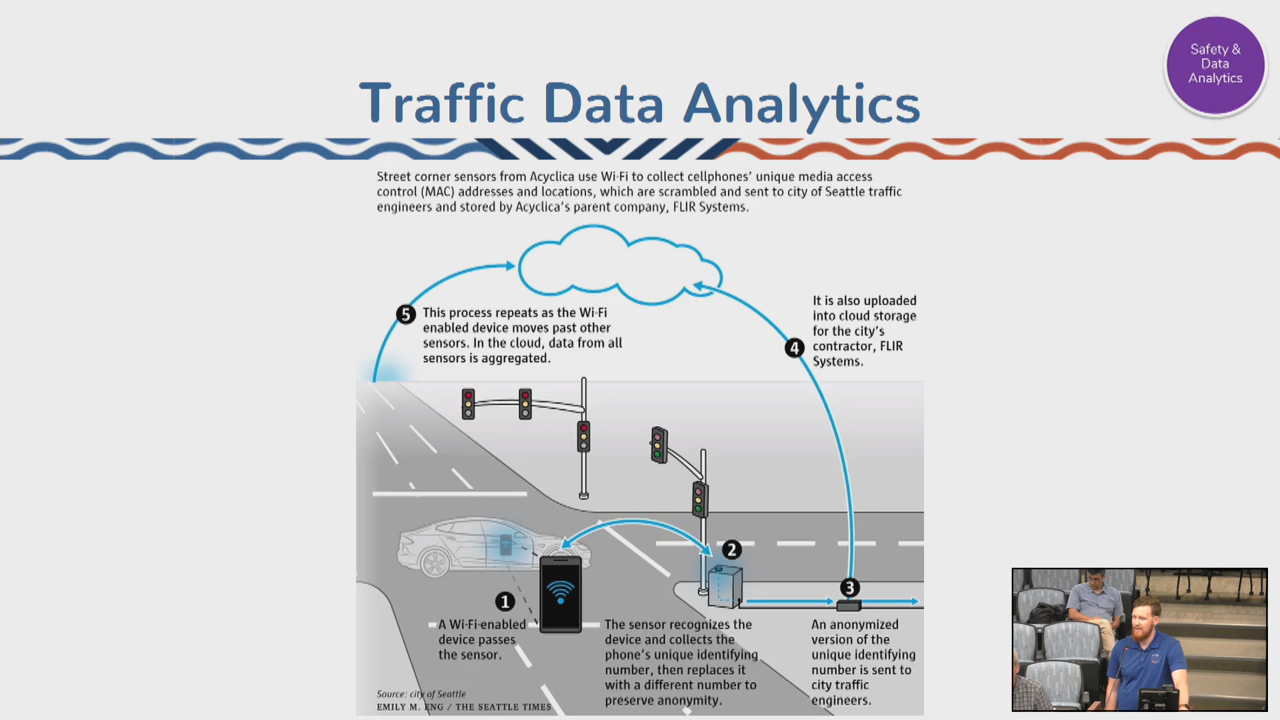 Safety &
Data
Analytics
Traffic Data Analytics
Street corner sensors from Acyclica use Wi-Fi to collect cellphones' unique media access
control (MAC) addresses and locations, which are scrambled and sent to city of Seattle traffic
engineers and stored by Acyclica's parent company, FLIR Systems.
5
This process repeats as the Wi-Fi
enabled device moves past other
sensors. In the cloud, data from all
sensors is aggregated.
It is also uploaded
into cloud storage
for the city's
contractor, FLIR
Systems.
4
1
A Wi-Fi-enabled
device passes
the sensor.
2
The sensor recognizes the
device and collects the
phone's unique identifying
number, then replaces it
with a different number to
preserve anonymity.
3
An anonymized
version of the
unique identifying
number is sent to
city traffic
engineers.
Source: city of Seattle
EMILY M. ENG / THE SEATTLE TIMES